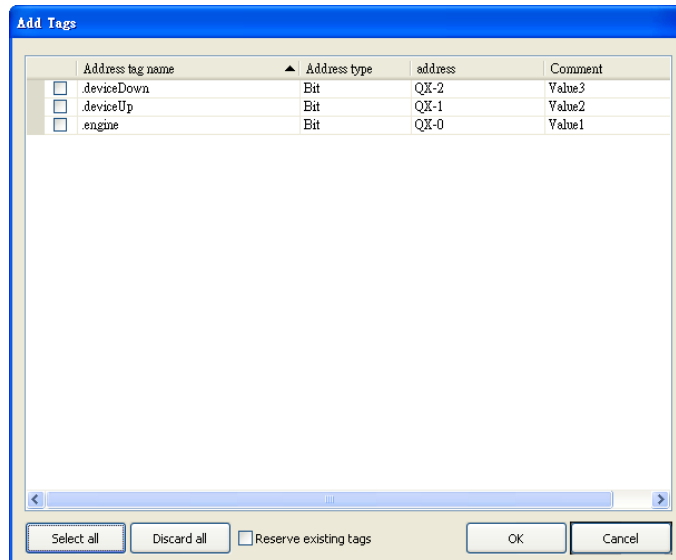 Add Tags
Address tag name Address type address Comment
.deviceDown Bit QX-2 Value3
.deviceUp Bit QX-1 Value2
.engine Bit QX-0 Value1
Select all Discard all Reserve existing tags OK Cancel